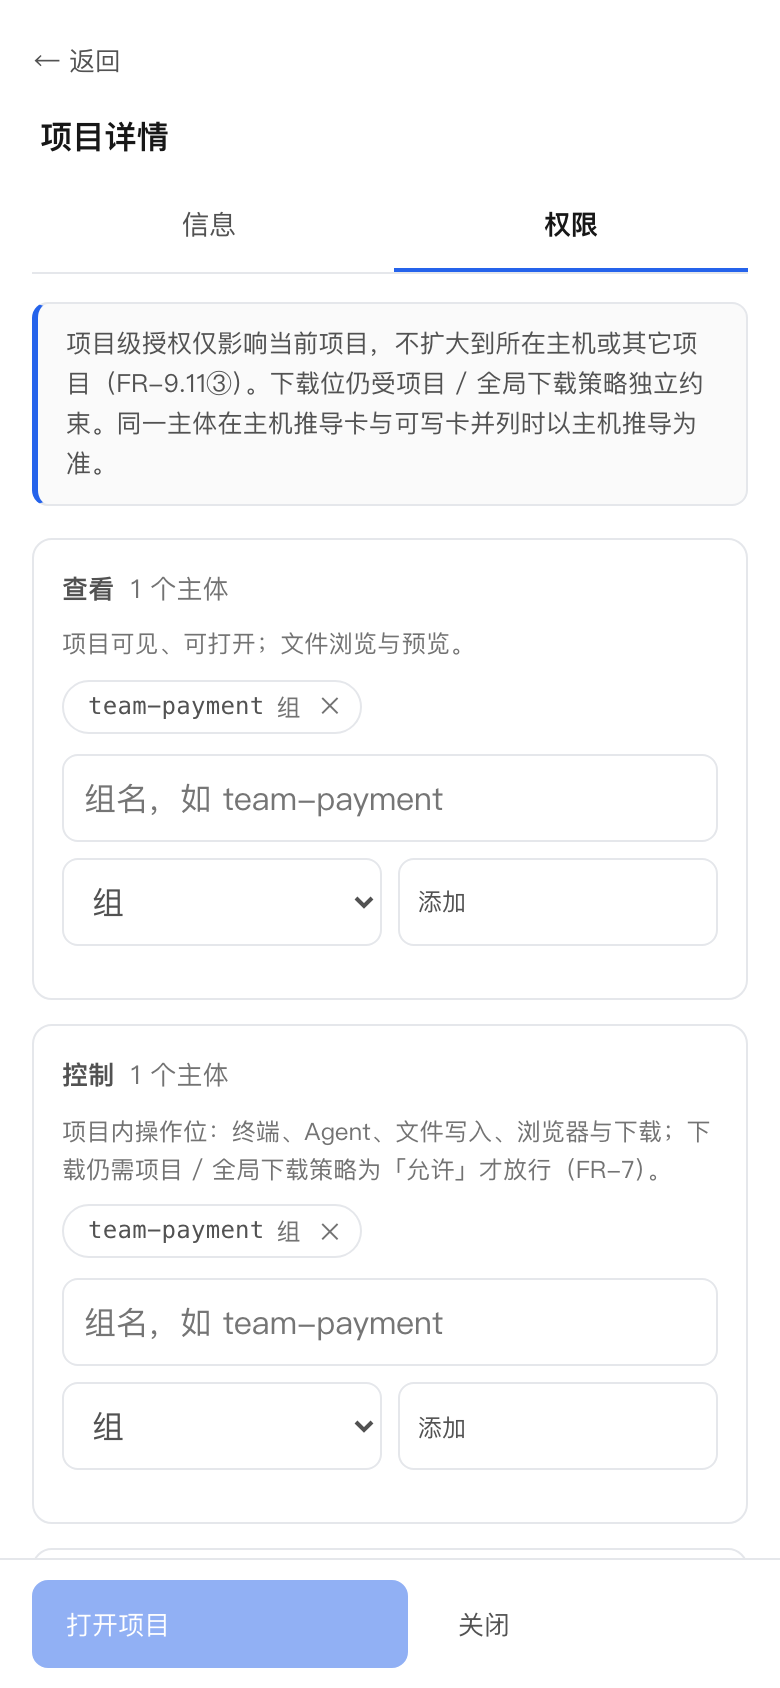 ← 返回
项目详情
信息
权限
项目级授权仅影响当前项目，不扩大到所在主机或其它项
目（FR-9.11③）。下载位仍受项目 / 全局下载策略独立约
束。同一主体在主机推导卡与可写卡并列时以主机推导为
准。
查看 1 个主体
项目可见、可打开；文件浏览与预览。
team-payment 组 ×
组名，如 team-payment
组
添加
控制 1 个主体
项目内操作位：终端、Agent、文件写入、浏览器与下载；下
载仍需项目 / 全局下载策略为「允许」才放行（FR-7）。
team-payment 组 ×
组名，如 team-payment
组
添加
打开项目
关闭